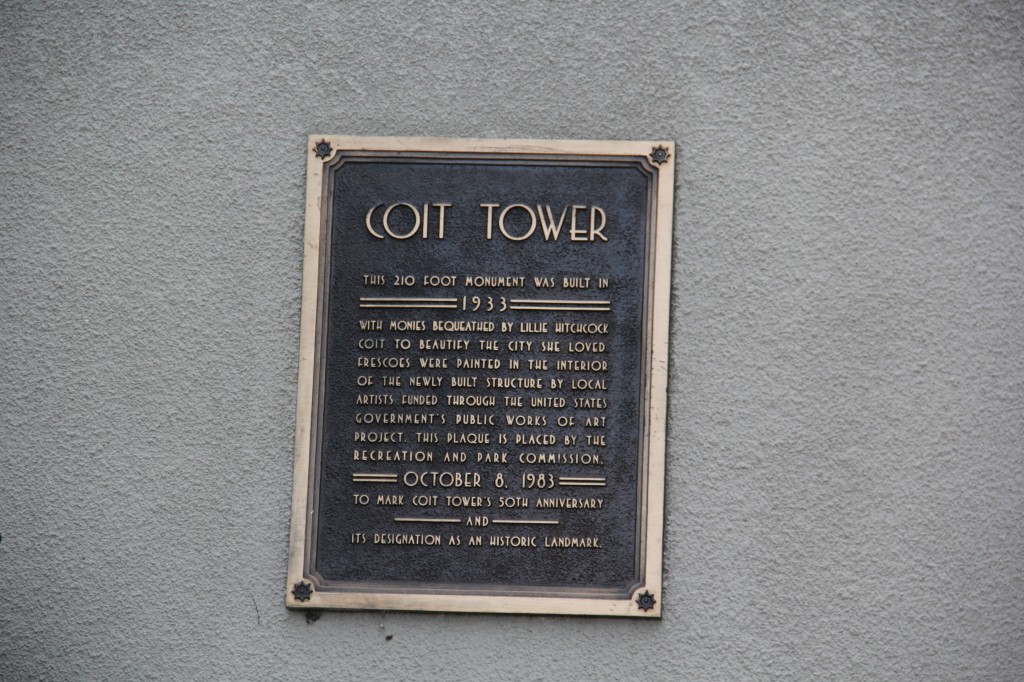 COIT TOWER
THIS 210 FOOT MONUMENT WAS BUILT IN
1933
WITH MONIES BEQUEATHED BY LILLIE HITCHCOCK
COIT TO BEAUTIFY THE CITY SHE LOVED
FRESCOES WERE PAINTED IN THE INTERIOR
OF THE NEWLY BUILT STRUCTURE BY LOCAL
ARTISTS FUNDED THROUGH THE UNITED STATES
GOVERNMENT'S PUBLIC WORKS OF ART
PROJECT. THIS PLAQUE IS PLACED BY THE
RECREATION AND PARK COMMISSION.
OCTOBER 8, 1983
TO MARK COIT TOWER'S 50TH ANNIVERSARY
AND
ITS DESIGNATION AS AN HISTORIC LANDMARK.